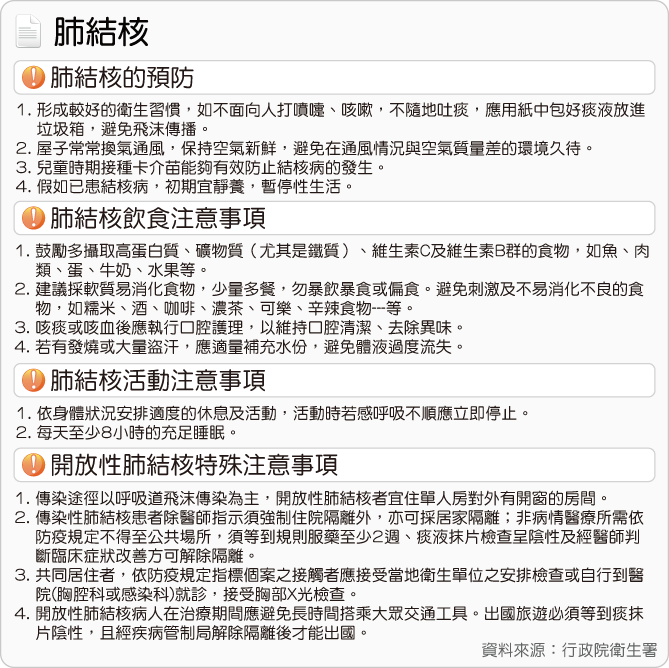 肺結核
肺結核的預防
1. 形成較好的衛生習慣，如不面向人打噴嚏、咳嗽，不隨地吐痰，應用紙中包好痰液放進
垃圾箱，避免飛沫傳播。
2. 屋子常常換氣通風，保持空氣新鮮，避免在通風情況與空氣質量差的環境久待。
3. 兒童時期接種卡介苗能夠有效防止結核病的發生。
4. 假如已患結核病，初期宜靜養，暫停性生活。
肺結核飲食注意事項
1. 鼓勵多攝取高蛋白質、礦物質（尤其是鐵質）、維生素C及維生素B群的食物，如魚、肉
類、蛋、牛奶、水果等。
2. 建議採軟質易消化食物，少量多餐，勿暴飲暴食或偏食。避免刺激及不易消化不良的食
物，如糯米、酒、咖啡、濃茶、可樂、辛辣食物---等。
3. 咳痰或咳血後應執行口腔護理，以維持口腔清潔、去除異味。
4. 若有發燒或大量盜汗，應適量補充水份，避免體液過度流失。
肺結核活動注意事項
1. 依身體狀況安排適度的休息及活動，活動時若感呼吸不順應立即停止。
2. 每天至少8小時的充足睡眠。
開放性肺結核特殊注意事項
1. 傳染途徑以呼吸道飛沫傳染為主，開放性肺結核者宜住單人房對外有開窗的房間。
2. 傳染性肺結核患者除醫師指示須強制住院隔離外，亦可採居家隔離；非病情醫療所需依
防疫規定不得至公共場所，須等到規則服藥至少2週、痰液抹片檢查呈陰性及經醫師判
斷臨床症狀改善方可解除隔離。
3. 共同居住者，依防疫規定指標個案之接觸者應接受當地衛生單位之安排檢查或自行到醫
院(胸腔科或感染科)就診，接受胸部X光檢查。
4. 開放性肺結核病人在治療期間應避免長時間搭乘大眾交通工具。出國旅遊必須等到痰抹
片陰性，且經疾病管制局解除隔離後才能出國。
資料來源：行政院衛生署